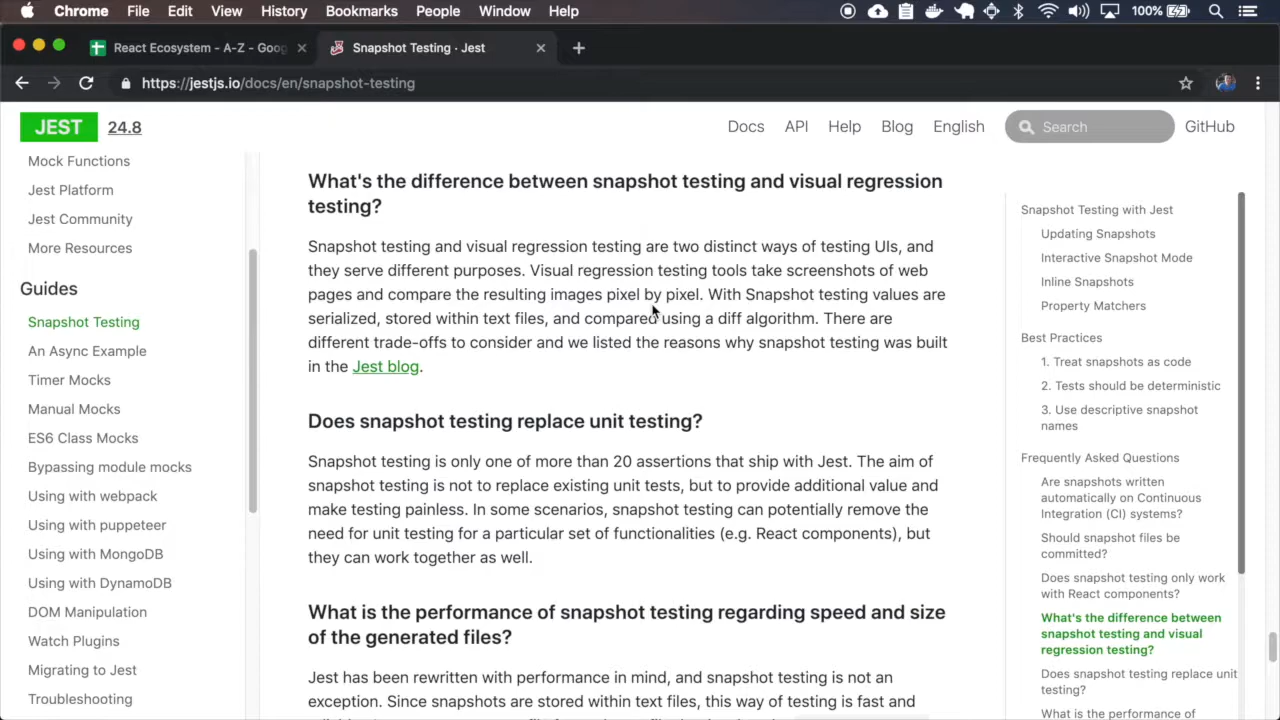 Chrome File Edit View History Bookmarks People Window Help 100%
React Ecosystem - A-Z - Goog
Snapshot Testing · Jest
https://jestjs.io/docs/en/snapshot-testing
JEST 24.8
Docs API Help Blog English Search GitHub
Mock Functions
Jest Platform
Jest Community
More Resources
Guides
Snapshot Testing
An Async Example
Timer Mocks
Manual Mocks
ES6 Class Mocks
Bypassing module mocks
Using with webpack
Using with puppeteer
Using with MongoDB
Using with DynamoDB
DOM Manipulation
Watch Plugins
Migrating to Jest
Troubleshooting
What's the difference between snapshot testing and visual regression
testing?
Snapshot testing and visual regression testing are two distinct ways of testing UIs, and
they serve different purposes. Visual regression testing tools take screenshots of web
pages and compare the resulting images pixel by pixel. With Snapshot testing values are
serialized, stored within text files, and compared using a diff algorithm. There are
different trade-offs to consider and we listed the reasons why snapshot testing was built
in the Jest blog.
Does snapshot testing replace unit testing?
Snapshot testing is only one of more than 20 assertions that ship with Jest. The aim of
snapshot testing is not to replace existing unit tests, but to provide additional value and
make testing painless. In some scenarios, snapshot testing can potentially remove the
need for unit testing for a particular set of functionalities (e.g. React components), but
they can work together as well.
What is the performance of snapshot testing regarding speed and size
of the generated files?
Jest has been rewritten with performance in mind, and snapshot testing is not an
exception. Since snapshots are stored within text files, this way of testing is fast and
Snapshot Testing with Jest
Updating Snapshots
Interactive Snapshot Mode
Inline Snapshots
Property Matchers
Best Practices
1. Treat snapshots as code
2. Tests should be deterministic
3. Use descriptive snapshot
names
Frequently Asked Questions
Are snapshots written
automatically on Continuous
Integration (CI) systems?
Should snapshot files be
committed?
Does snapshot testing only work
with React components?
What's the difference between
snapshot testing and visual
regression testing?
Does snapshot testing replace unit
testing?
What is the performance of